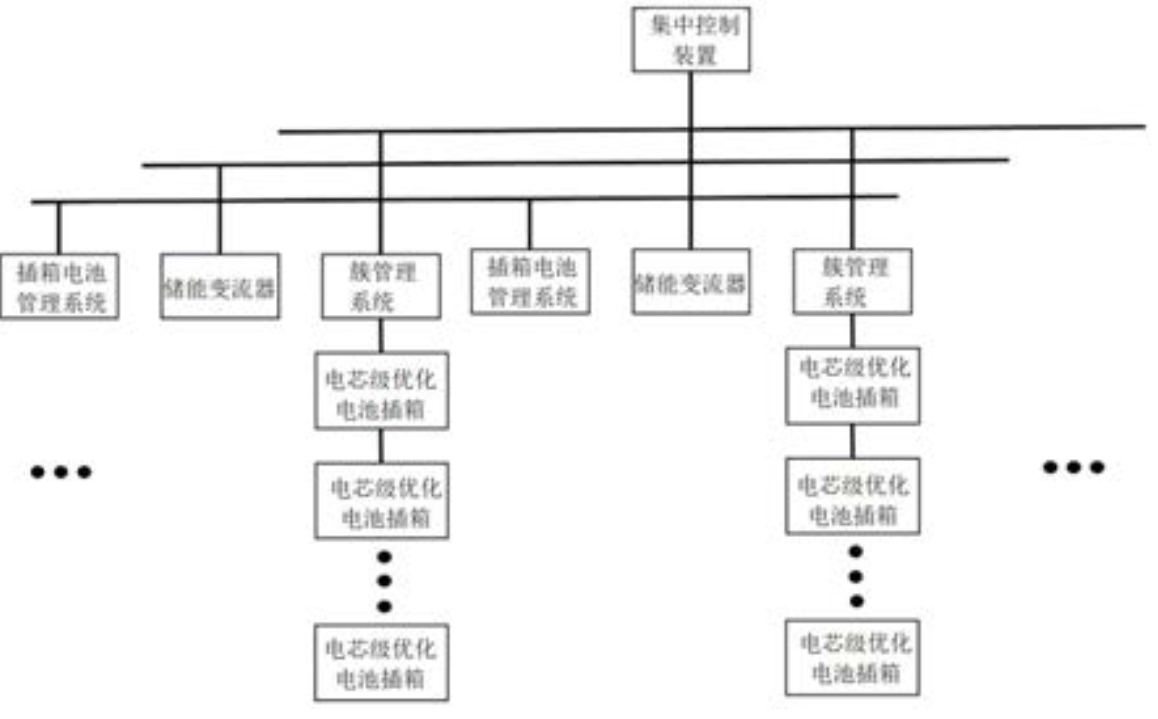 集中控制
装置
插箱电池
管理系统
储能变流器
簇管理
系统
插箱电池
管理系统
储能变流器
簇管理
系统
电芯级优化
电池插箱
电芯级优化
电池插箱
电芯级优化
电池插箱
电芯级优化
电池插箱
电芯级优化
电池插箱
电芯级优化
电池插箱